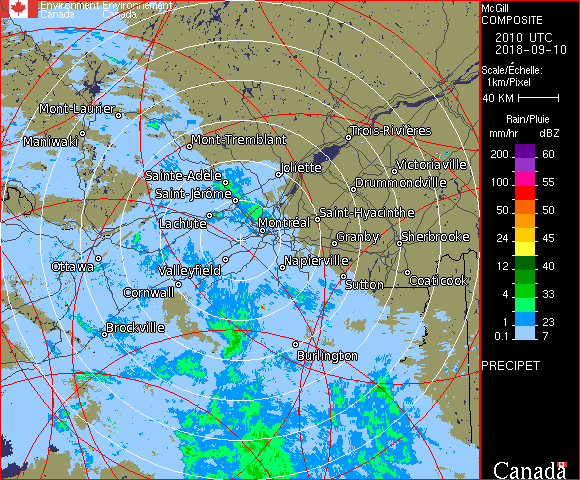 Environment Environnement
Canada Canada
McGill
COMPOSITE
2010 UTC
2018-09-10
Scale/Échelle:
1km/Pixel
40 KM
Rain/Pluie
mm/hr dBZ
200 60
100 55
50 50
24 45
12 40
4 33
1 23
0.1 7
PRECIPET
Canada
Mont-Laurier
Maniwaki
Mont-Tremblant
Trois-Rivières
Sainte-Adèle
Joliette
Victoriaville
Saint-Jérôme
Drummondville
Lachute
Montréal
Saint-Hyacinthe
Granby
Sherbrooke
Ottawa
Valleyfield
Napierville
Cornwall
Sutton
Coaticook
Brockville
Burlington